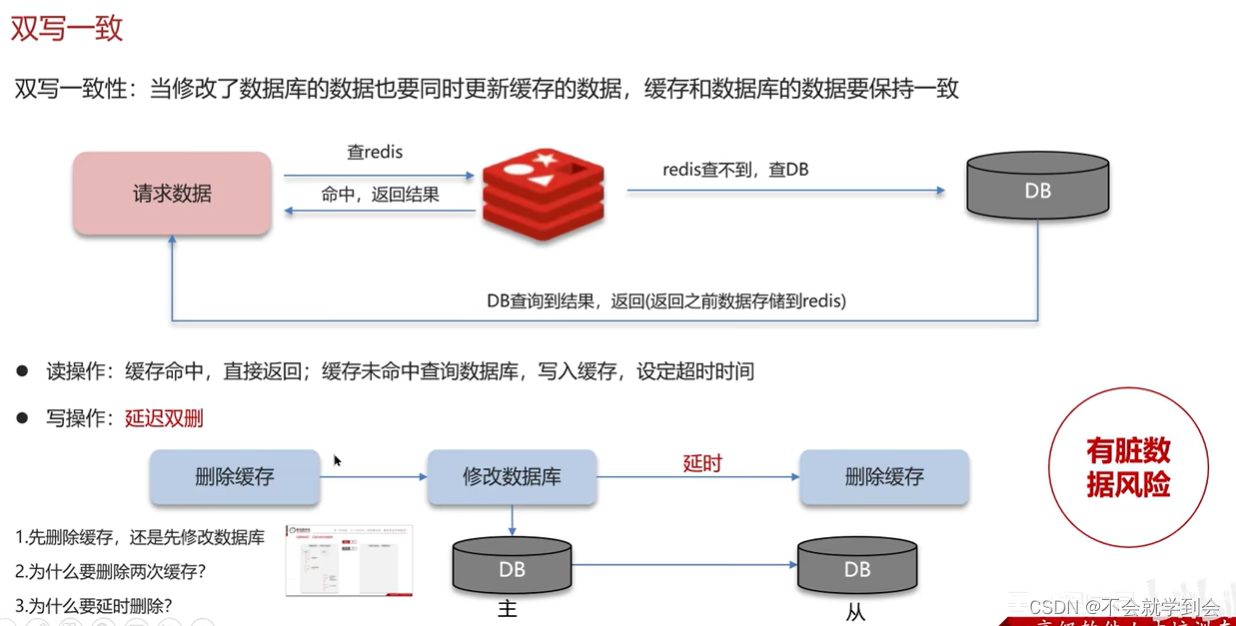 双写一致
双写一致性：当修改了数据库的数据也要同时更新缓存的数据，缓存和数据库的数据要保持一致
请求数据
查redis
命中，返回结果
redis查不到，查DB
DB
DB查询到结果，返回(返回之前数据存储到redis)
● 读操作：缓存命中，直接返回；缓存未命中查询数据库，写入缓存，设定超时时间
● 写操作：延迟双删
删除缓存
修改数据库
延时
删除缓存
有脏数
据风险
1.先删除缓存，还是先修改数据库
2.为什么要删除两次缓存？
3.为什么要延时删除？
DB
主
DB
从
CSDN @不会就学到会